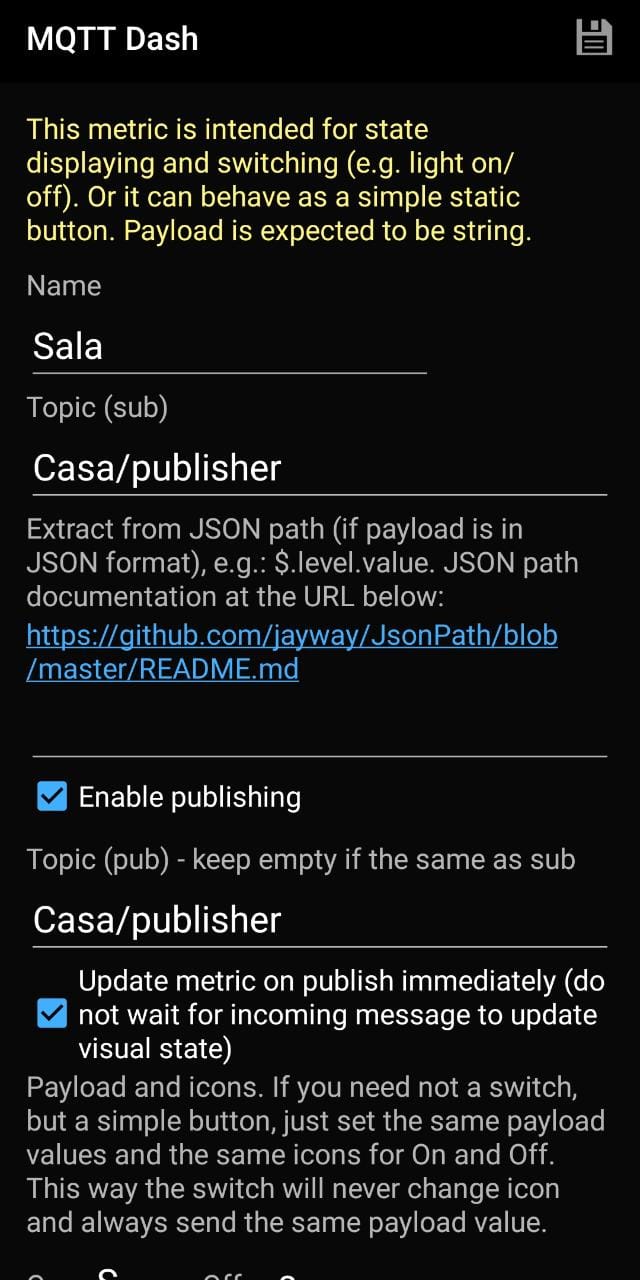 MQTT Dash
This metric is intended for state
displaying and switching (e.g. light on/
off). Or it can behave as a simple static
button. Payload is expected to be string.
Name
Sala
Topic (sub)
Casa/publisher
Extract from JSON path (if payload is in
JSON format), e.g.: $.level.value. JSON path
documentation at the URL below:
https://github.com/jayway/JsonPath/blob
/master/README.md
Enable publishing
Topic (pub) - keep empty if the same as sub
Casa/publisher
Update metric on publish immediately (do
not wait for incoming message to update
visual state)
Payload and icons. If you need not a switch,
but a simple button, just set the same payload
values and the same icons for On and Off.
This way the switch will never change icon
and always send the same payload value.